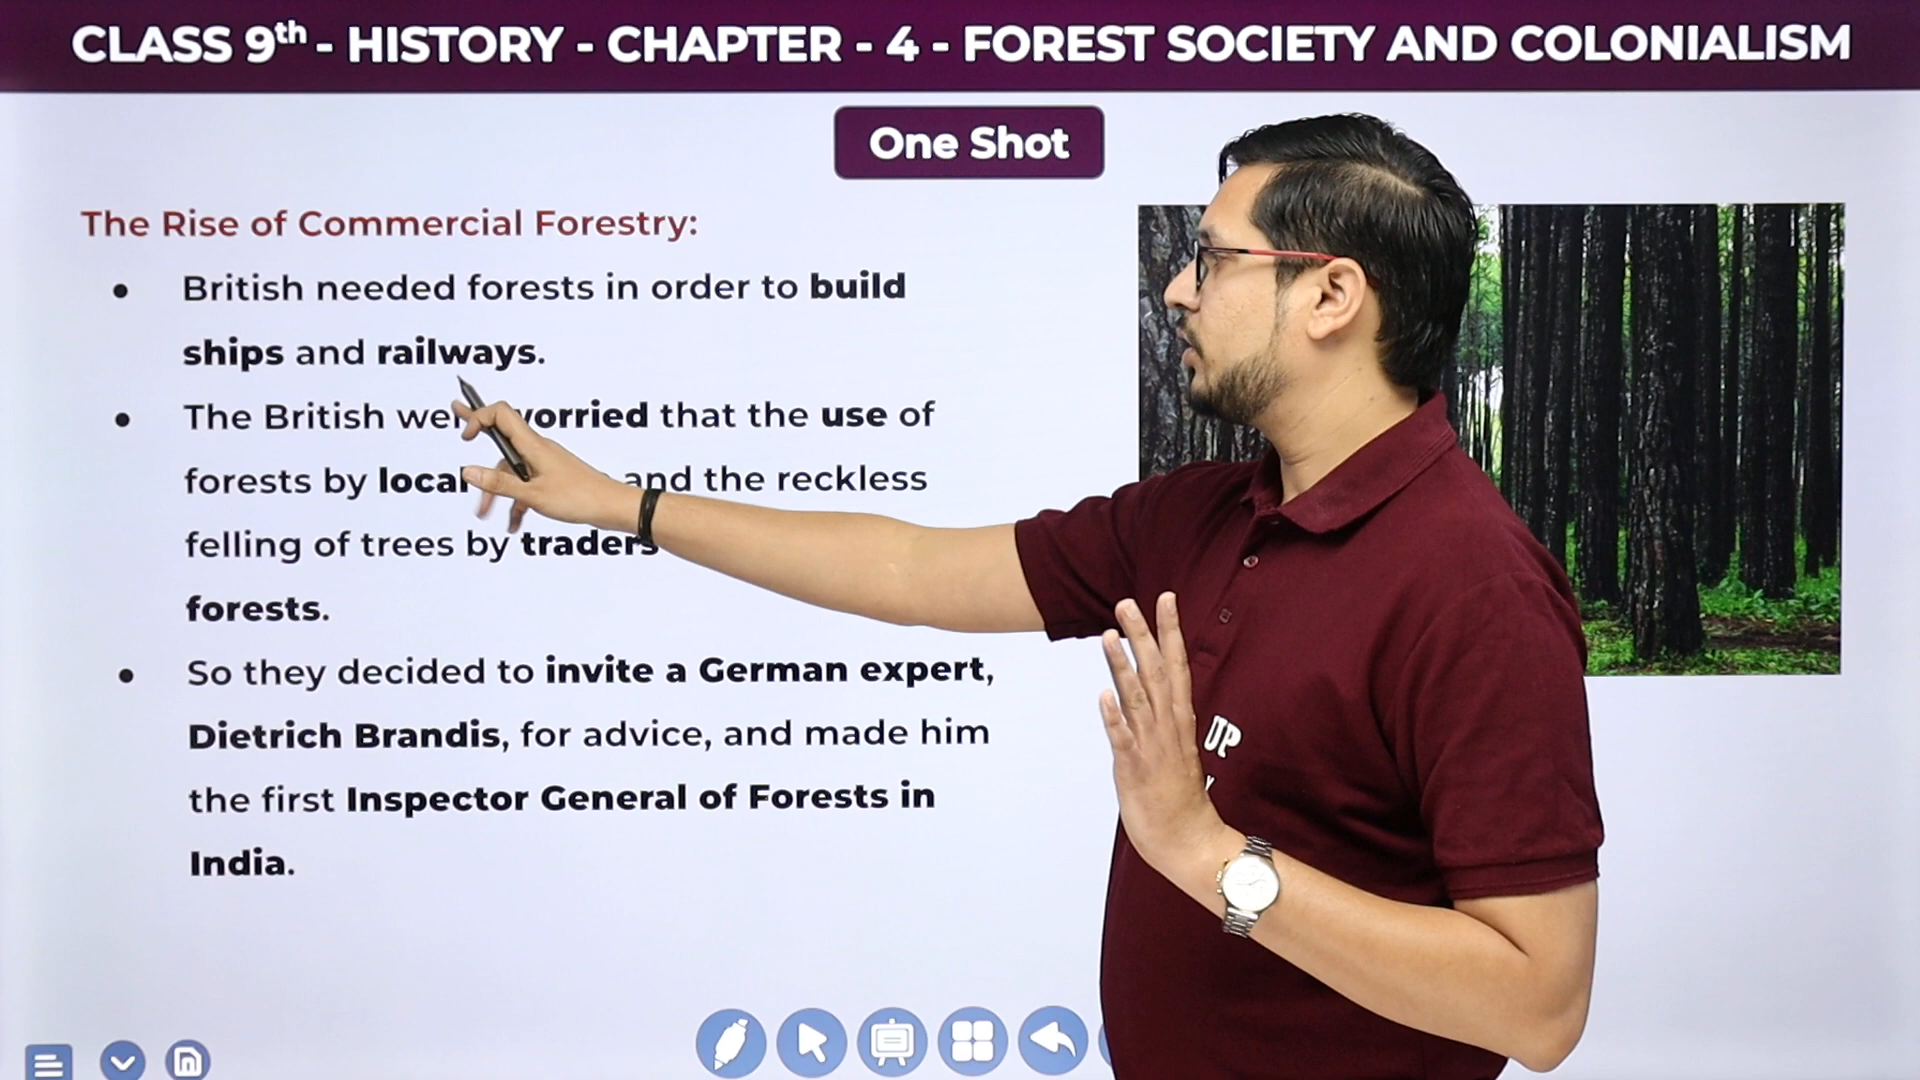 CLASS 9th - HISTORY - CHAPTER - 4 - FOREST SOCIETY AND COLONIALISM
One Shot
The Rise of Commercial Forestry:
● British needed forests in order to build
ships and railways.
● The British worried that the use of
forests by local and the reckless
felling of trees by traders
forests.
● So they decided to invite a German expert,
Dietrich Brandis, for advice, and made him
the first Inspector General of Forests in
India.
UP